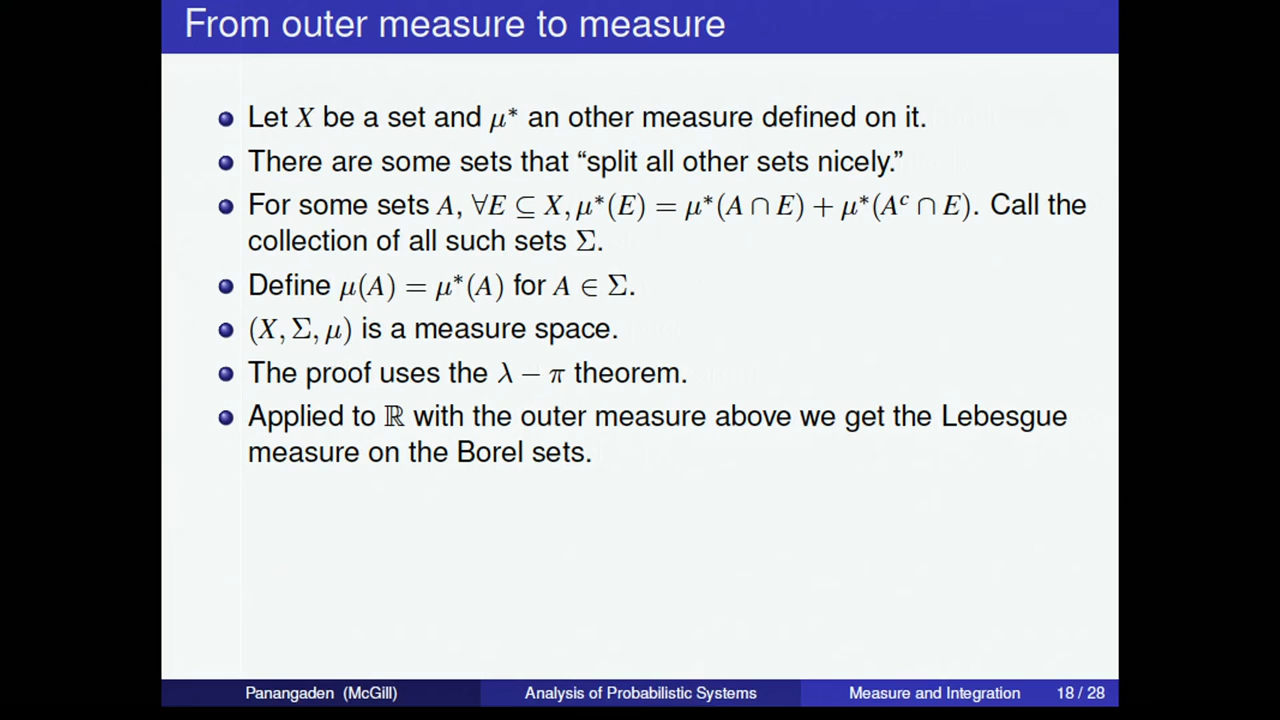 From outer measure to measure
Let X be a set and μ* an other measure defined on it.
There are some sets that “split all other sets nicely.”
For some sets A, ∀E ⊆ X, μ*(E) = μ*(A ∩ E) + μ*(Aᶜ ∩ E). Call the
collection of all such sets Σ.
Define μ(A) = μ*(A) for A ∈ Σ.
(X, Σ, μ) is a measure space.
The proof uses the λ − π theorem.
Applied to ℝ with the outer measure above we get the Lebesgue
measure on the Borel sets.
Panangaden (McGill) Analysis of Probabilistic Systems Measure and Integration 18 / 28